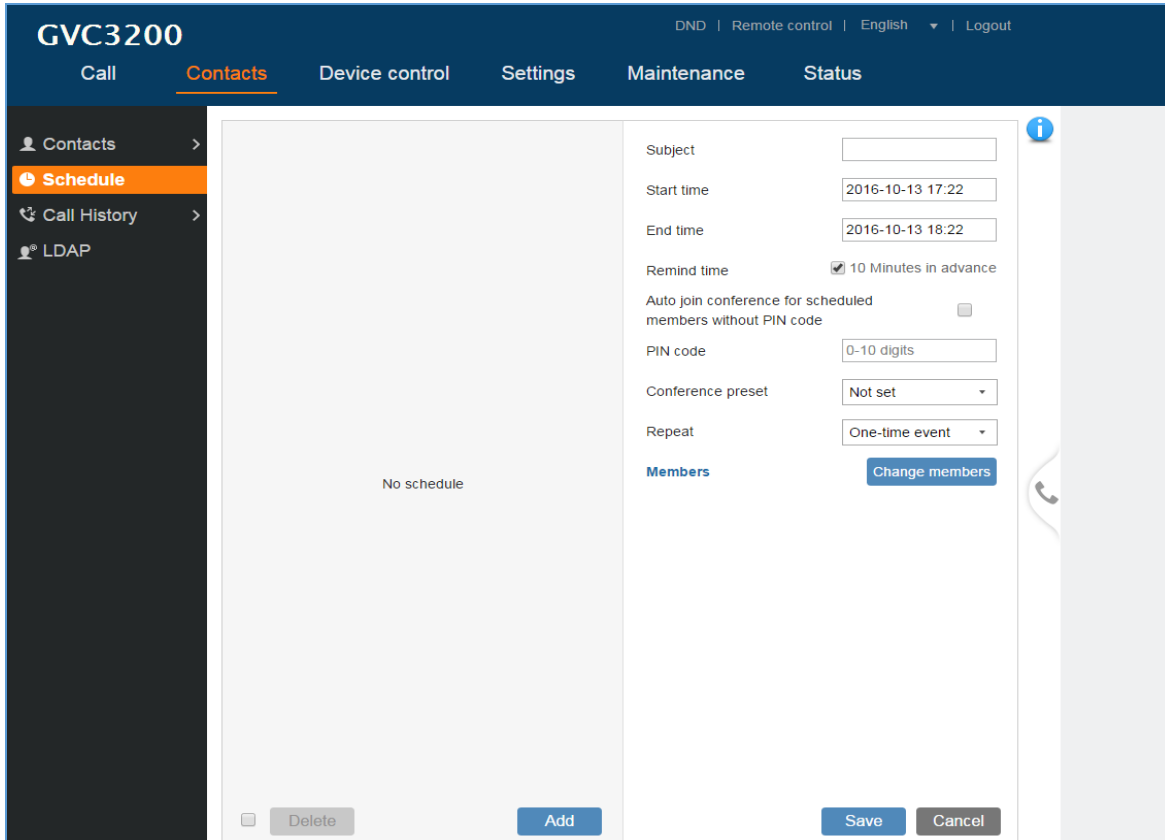 GVC3200
DND | Remote control | English | Logout
Call Contacts Device control Settings Maintenance Status
Contacts
Schedule
Call History
LDAP
No schedule
Delete
Add
Subject
Start time 2016-10-13 17:22
End time 2016-10-13 18:22
Remind time 10 Minutes in advance
Auto join conference for scheduled
members without PIN code
PIN code 0-10 digits
Conference preset Not set
Repeat One-time event
Members Change members
Save Cancel